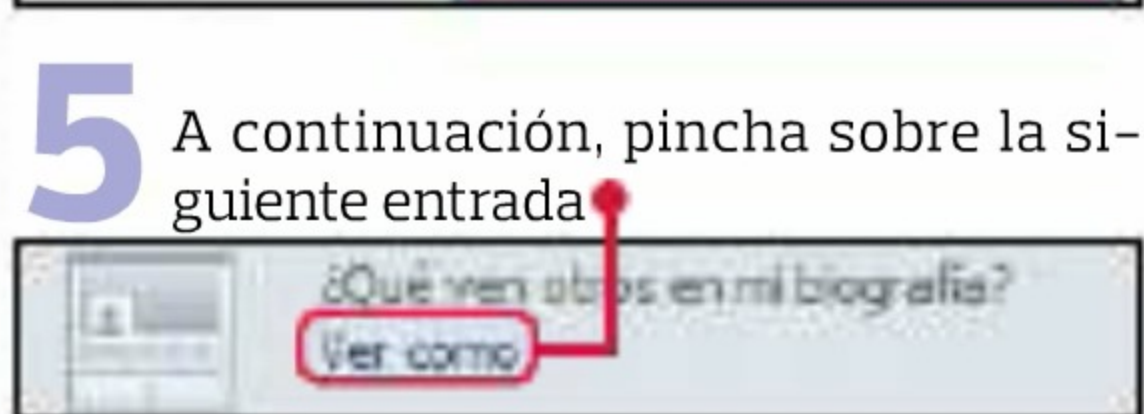 5
A continuación, pincha sobre la si-
guiente entrada
¿Qué ven otros en mi biografía?
Ver como